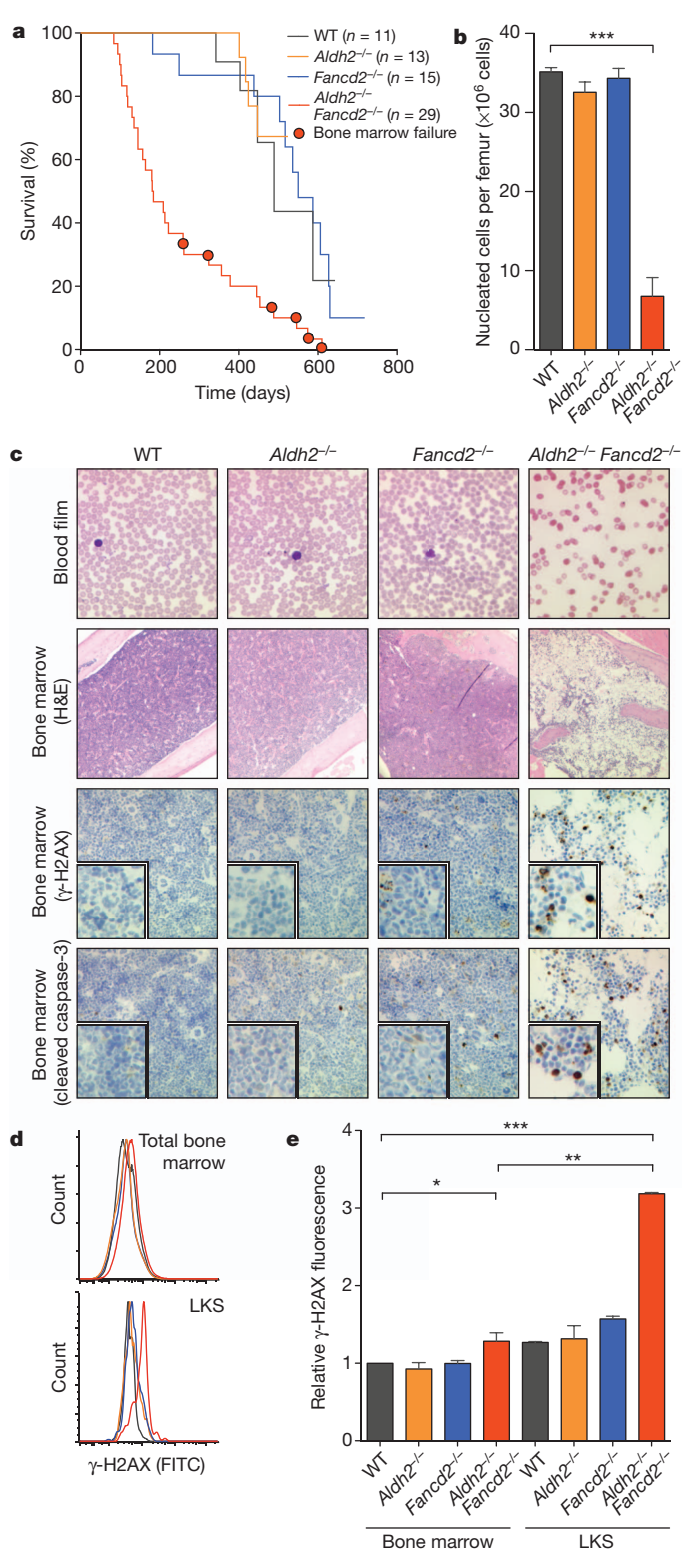 a
100
80
60
40
20
0
Survival (%)
0 200 400 600 800
Time (days)
WT (n = 11)
Aldh2–/– (n = 13)
Fancd2–/– (n = 15)
Aldh2–/–
Fancd2–/– (n = 29)
Bone marrow failure
b
***
40
30
20
10
0
Nucleated cells per femur (×10⁶ cells)
WT
Aldh2–/–
Fancd2–/–
Aldh2–/–
Fancd2–/–
c
WT Aldh2–/– Fancd2–/– Aldh2–/– Fancd2–/–
Blood film
Bone marrow
(H&E)
Bone marrow
(γ-H2AX)
Bone marrow
(cleaved caspase-3)
d
Total bone
marrow
Count
LKS
Count
γ-H2AX (FITC)
e
4
3
2
1
0
Relative γ-H2AX fluorescence
***
**
*
WT
Aldh2–/–
Fancd2–/–
Aldh2–/–
Fancd2–/–
WT
Aldh2–/–
Fancd2–/–
Aldh2–/–
Fancd2–/–
Bone marrow LKS